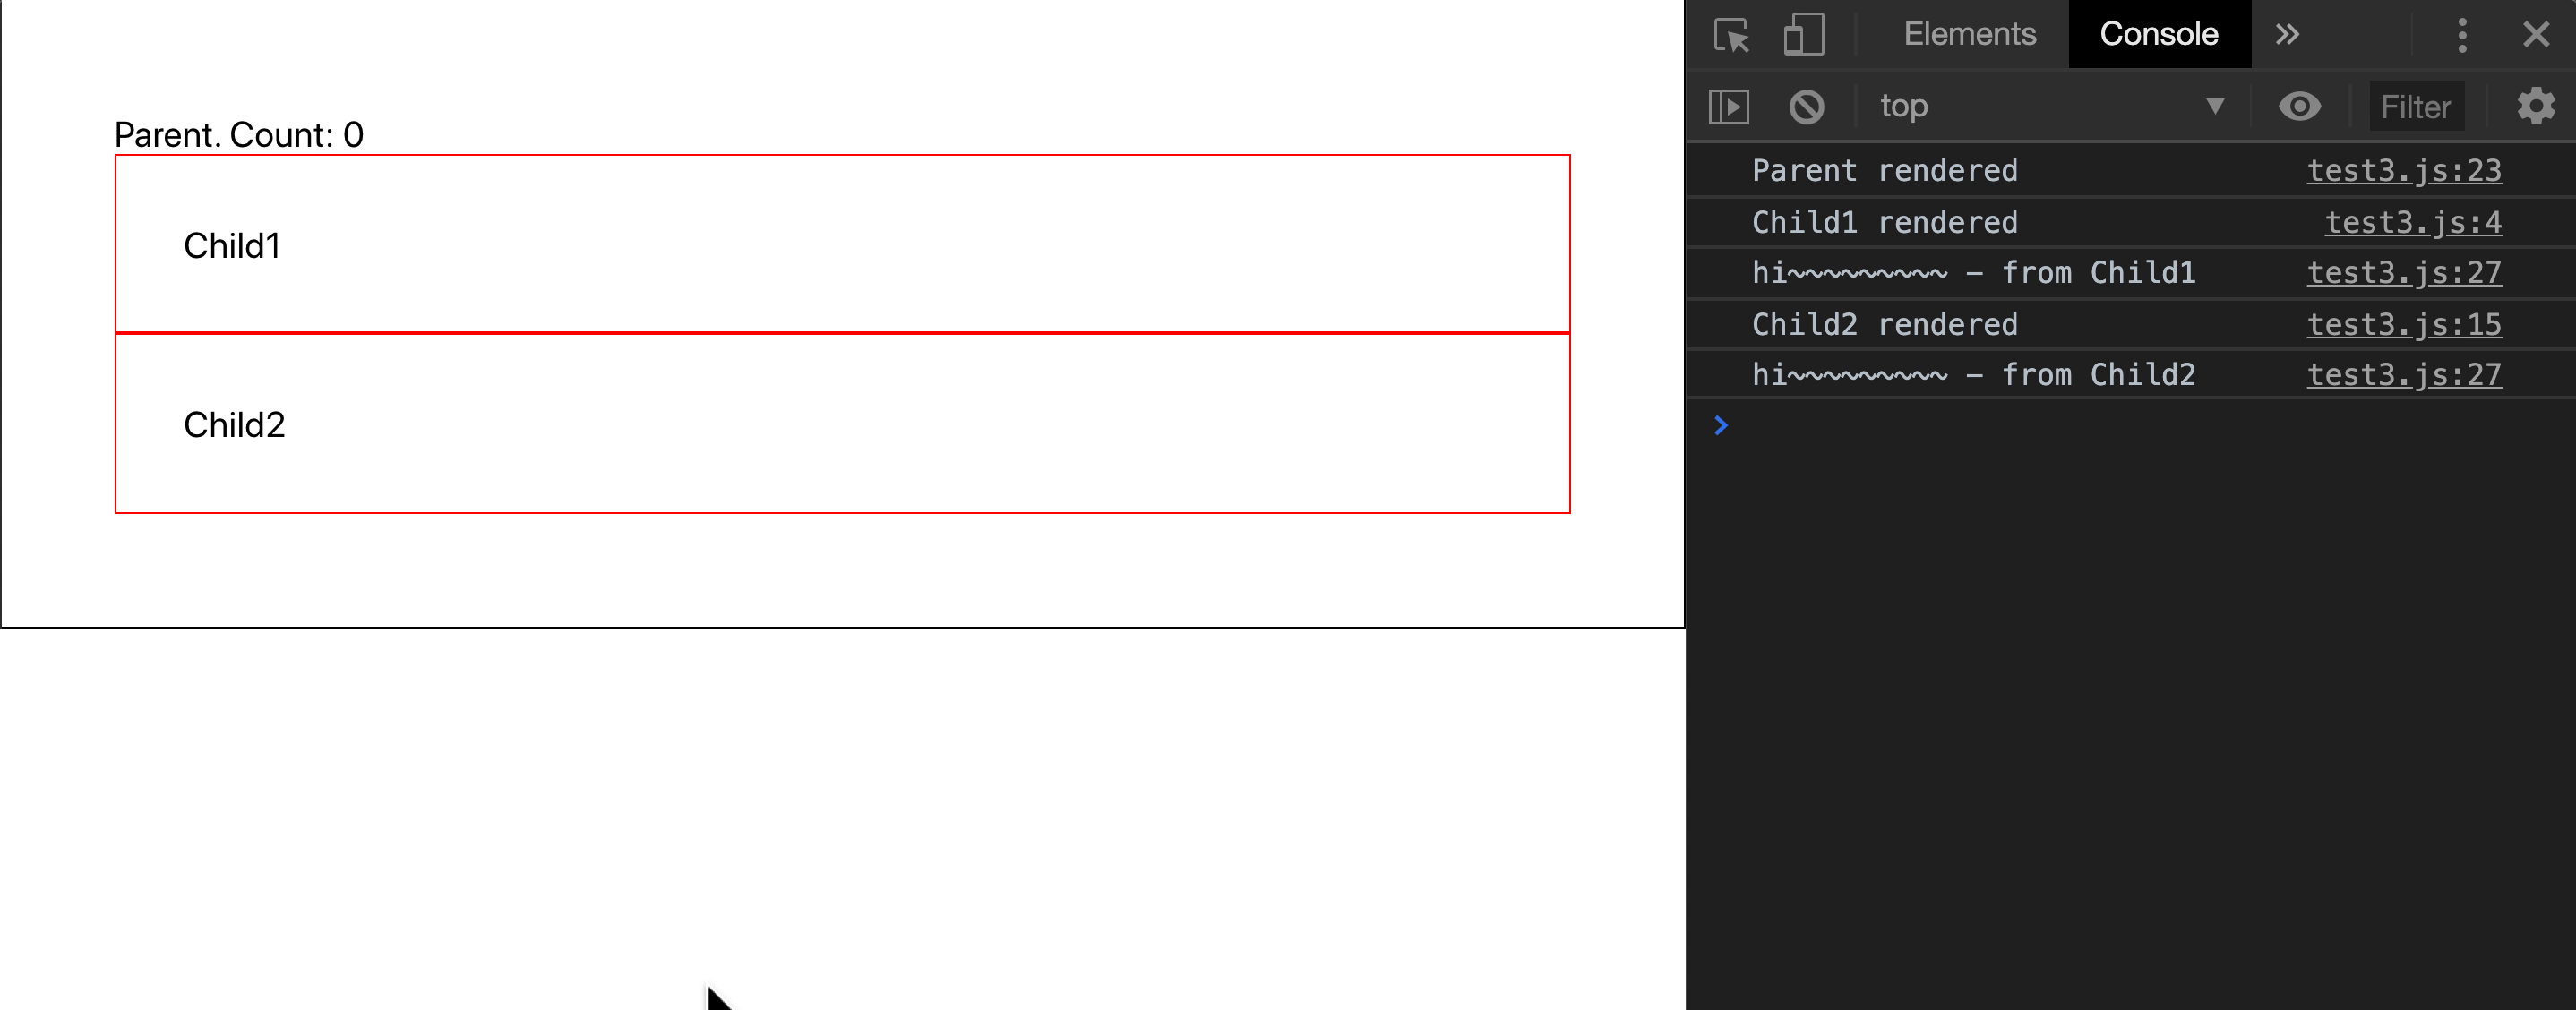 Parent. Count: 0
Child1
Child2
Elements Console
top Filter
Parent rendered test3.js:23
Child1 rendered test3.js:4
hi~~~~~~~~~ – from Child1 test3.js:27
Child2 rendered test3.js:15
hi~~~~~~~~~ – from Child2 test3.js:27